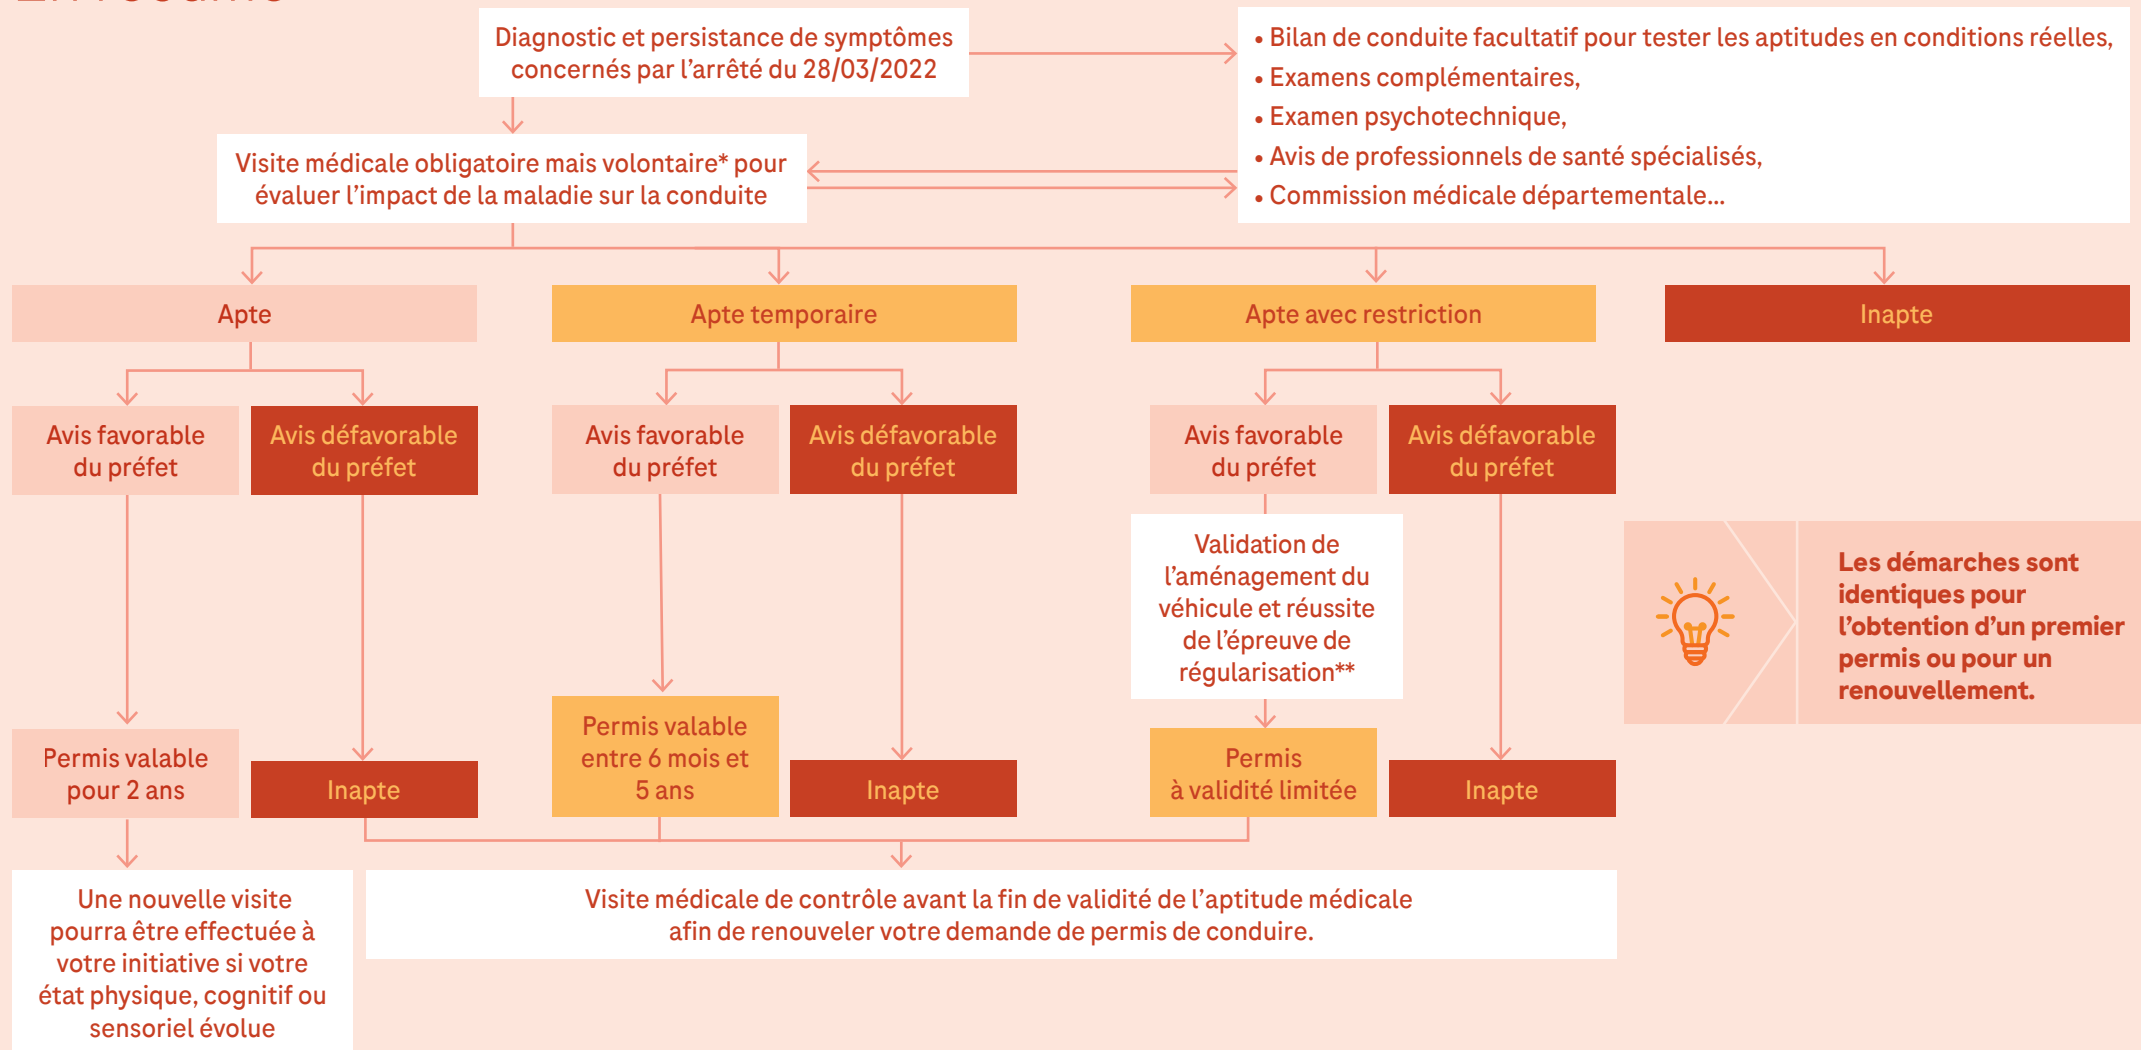 En résumé
Diagnostic et persistance de symptômes
concernés par l'arrêté du 28/03/2022
• Bilan de conduite facultatif pour tester les aptitudes en conditions réelles,
• Examens complémentaires,
• Examen psychotechnique,
• Avis de professionnels de santé spécialisés,
• Commission médicale départementale...
Visite médicale obligatoire mais volontaire* pour
évaluer l'impact de la maladie sur la conduite
Apte
Apte temporaire
Apte avec restriction
Inapte
Avis favorable
du préfet
Avis défavorable
du préfet
Avis favorable
du préfet
Avis défavorable
du préfet
Avis favorable
du préfet
Avis défavorable
du préfet
Validation de
l'aménagement du
véhicule et réussite
de l'épreuve de
régularisation**
Les démarches sont
identiques pour
l'obtention d'un premier
permis ou pour un
renouvellement.
Permis valable
pour 2 ans
Inapte
Permis valable
entre 6 mois et
5 ans
Inapte
Permis
à validité limitée
Inapte
Une nouvelle visite
pourra être effectuée à
votre initiative si votre
état physique, cognitif ou
sensoriel évolue
Visite médicale de contrôle avant la fin de validité de l'aptitude médicale
afin de renouveler votre demande de permis de conduire.